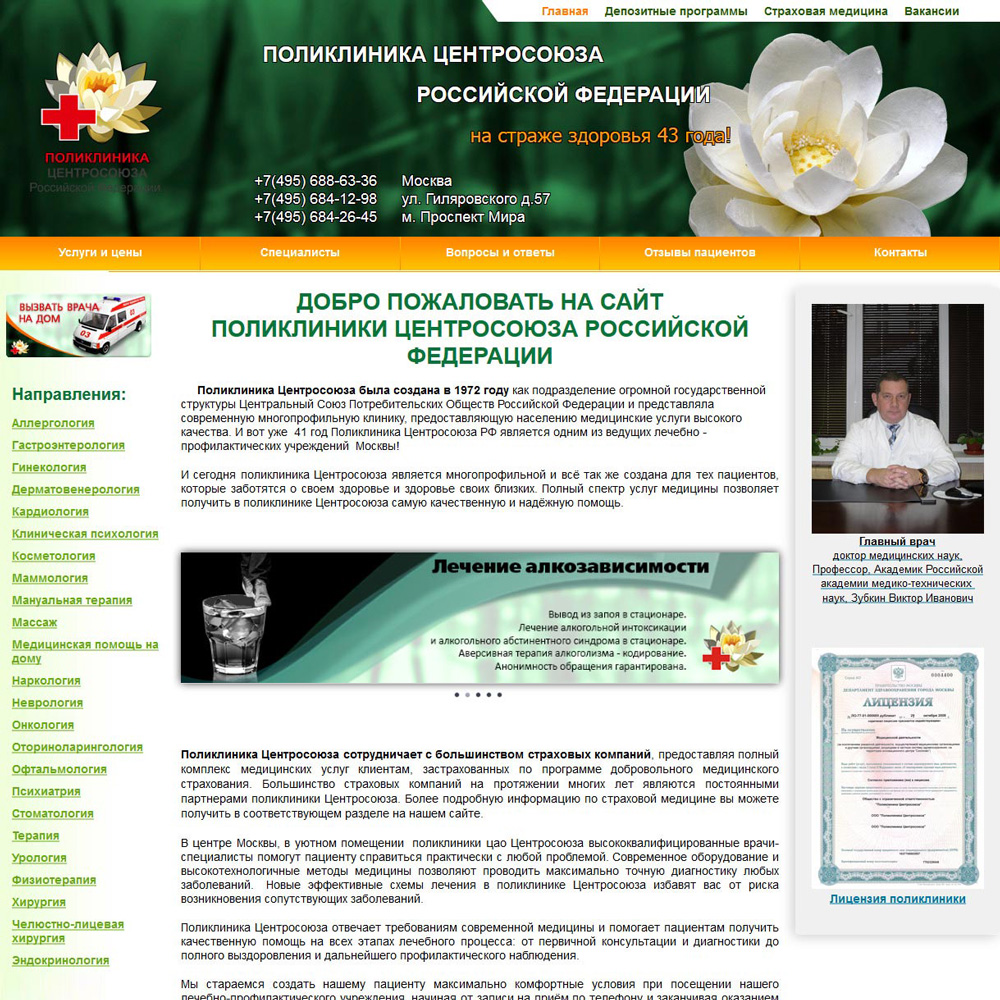 Главная Депозитные программы Страховая медицина Вакансии
ПОЛИКЛИНИКА ЦЕНТРОСОЮЗА
РОССИЙСКОЙ ФЕДЕРАЦИИ
на страже здоровья 43 года!
ПОЛИКЛИНИКА
ЦЕНТРОСОЮЗА
Российской Федерации
+7(495) 688-63-36 Москва
+7(495) 684-12-98 ул. Гиляровского д.57
+7(495) 684-26-45 м. Проспект Мира
Услуги и цены Специалисты Вопросы и ответы Отзывы пациентов Контакты
ВЫЗВАТЬ ВРАЧА
НА ДОМ
03
Направления:
Аллергология
Гастроэнтерология
Гинекология
Дерматовенерология
Кардиология
Клиническая психология
Косметология
Маммология
Мануальная терапия
Массаж
Медицинская помощь на
дому
Наркология
Неврология
Онкология
Оториноларингология
Офтальмология
Психиатрия
Стоматология
Терапия
Урология
Физиотерапия
Хирургия
Челюстно-лицевая
хирургия
Эндокринология
ДОБРО ПОЖАЛОВАТЬ НА САЙТ
ПОЛИКЛИНИКИ ЦЕНТРОСОЮЗА РОССИЙСКОЙ
ФЕДЕРАЦИИ
Поликлиника Центросоюза была создана в 1972 году как подразделение огромной государственной
структуры Центральный Союз Потребительских Обществ Российской Федерации и представляла
современную многопрофильную клинику, предоставляющую населению медицинские услуги высокого
качества. И вот уже 41 год Поликлиника Центросоюза РФ является одним из ведущих лечебно -
профилактических учреждений Москвы!
И сегодня поликлиника Центросоюза является многопрофильной и всё так же создана для тех пациентов,
которые заботятся о своем здоровье и здоровье своих близких. Полный спектр услуг медицины позволяет
получить в поликлинике Центросоюза самую качественную и надёжную помощь.
Лечение алкозависимости
Вывод из запоя в стационаре.
Лечение алкогольной интоксикации
и алкогольного абстинентного синдрома в стационаре.
Аверсивная терапия алкоголизма - кодирование.
Анонимность обращения гарантирована.
Поликлиника Центросоюза сотрудничает с большинством страховых компаний, предоставляя полный
комплекс медицинских услуг клиентам, застрахованных по программе добровольного медицинского
страхования. Большинство страховых компаний на протяжении многих лет являются постоянными
партнерами поликлиники Центросоюза. Более подробную информацию по страховой медицине вы можете
получить в соответствующем разделе на нашем сайте.
В центре Москвы, в уютном помещении поликлиники цао Центросоюза высококвалифицированные врачи-
специалисты помогут пациенту справиться практически с любой проблемой. Современное оборудование и
высокотехнологичные методы медицины позволяют проводить максимально точную диагностику любых
заболеваний. Новые эффективные схемы лечения в поликлинике Центросоюза избавят вас от риска
возникновения сопутствующих заболеваний.
Поликлиника Центросоюза отвечает требованиям современной медицины и помогает пациентам получить
качественную помощь на всех этапах лечебного процесса: от первичной консультации и диагностики до
полного выздоровления и дальнейшего профилактического наблюдения.
Мы стараемся создать нашему пациенту максимально комфортные условия при посещении нашего
лечебно-профилактического учреждения, начиная от записи на приём по телефону и заканчивая оказанием
Главный врач
доктор медицинских наук,
Профессор, Академик Российской
академии медико-технических
наук, Зубкин Виктор Иванович
ДЕПАРТАМЕНТ ЗДРАВООХРАНЕНИЯ ГОРОДА МОСКВЫ
ЛИЦЕНЗИЯ
Лицензия поликлиники